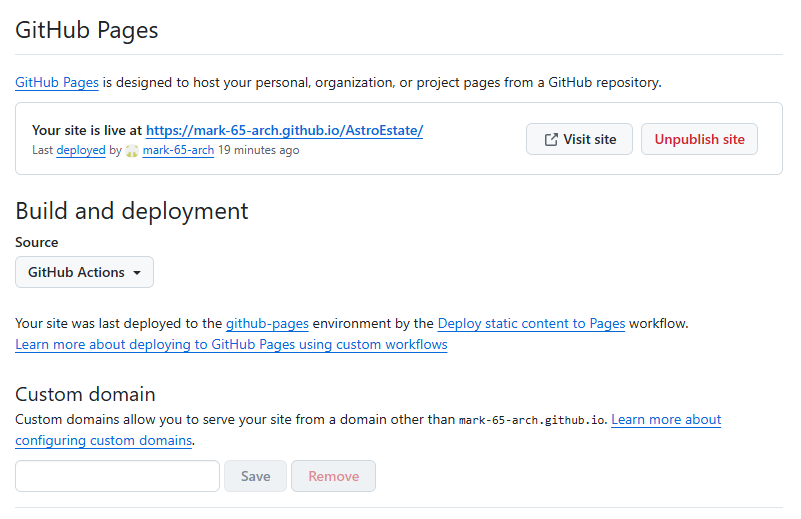 GitHub Pages
GitHub Pages is designed to host your personal, organization, or project pages from a GitHub repository.
Your site is live at https://mark-65-arch.github.io/AstroEstate/
Last deployed by mark-65-arch 19 minutes ago
Visit site
Unpublish site
Build and deployment
Source
GitHub Actions
Your site was last deployed to the github-pages environment by the Deploy static content to Pages workflow.
Learn more about deploying to GitHub Pages using custom workflows
Custom domain
Custom domains allow you to serve your site from a domain other than mark-65-arch.github.io. Learn more about
configuring custom domains.
Save
Remove